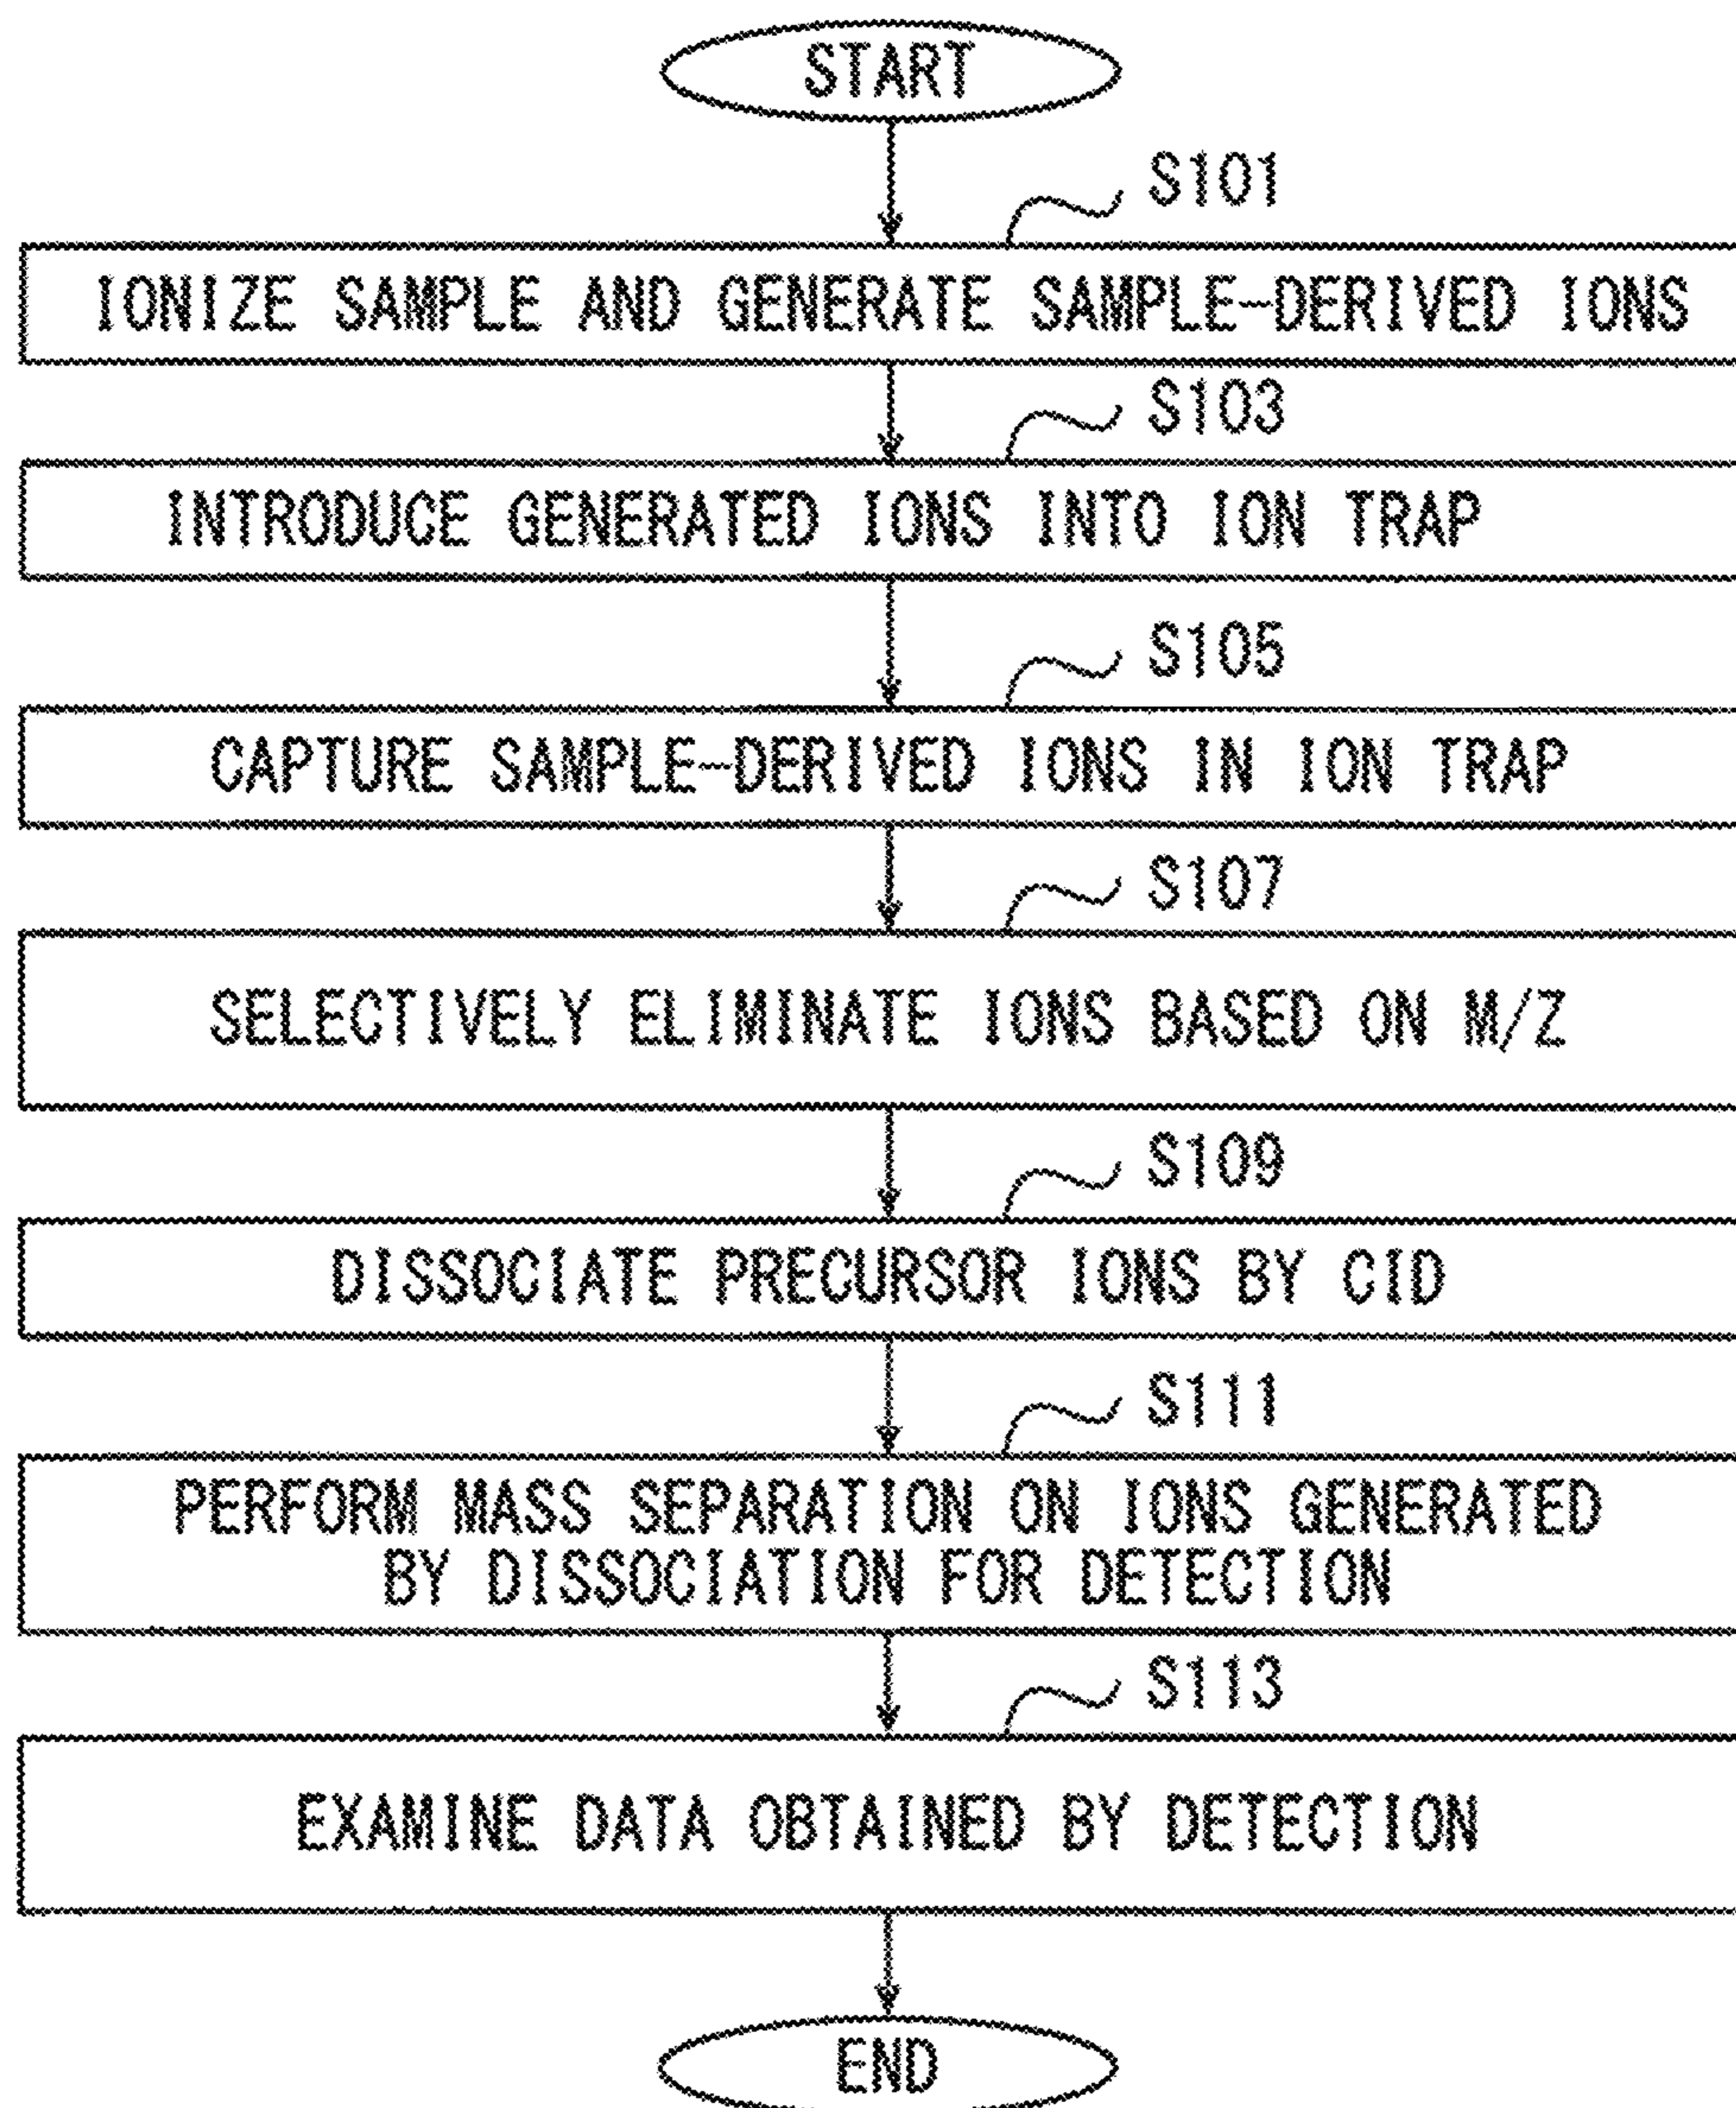 START
S101
IONIZE SAMPLE AND GENERATE SAMPLE-DERIVED IONS
S103
INTRODUCE GENERATED IONS INTO ION TRAP
S105
CAPTURE SAMPLE-DERIVED IONS IN ION TRAP
S107
SELECTIVELY ELIMINATE IONS BASED ON M/Z
S109
DISSOCIATE PRECURSOR IONS BY CID
S111
PERFORM MASS SEPARATION ON IONS GENERATED
BY DISSOCIATION FOR DETECTION
S113
EXAMINE DATA OBTAINED BY DETECTION
END